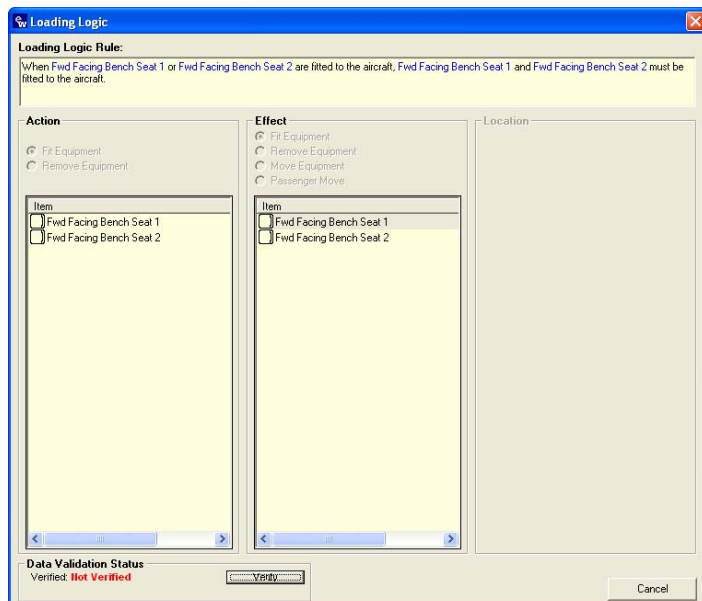 ew Loading Logic
Loading Logic Rule:
When Fwd Facing Bench Seat 1 or Fwd Facing Bench Seat 2 are fitted to the aircraft, Fwd Facing Bench Seat 1 and Fwd Facing Bench Seat 2 must be
fitted to the aircraft.
Action
Fit Equipment
Remove Equipment
Item
Fwd Facing Bench Seat 1
Fwd Facing Bench Seat 2
Effect
Fit Equipment
Remove Equipment
Move Equipment
Passenger Move
Item
Fwd Facing Bench Seat 1
Fwd Facing Bench Seat 2
Location
Data Validation Status
Verified: Not Verified
Verify
Cancel